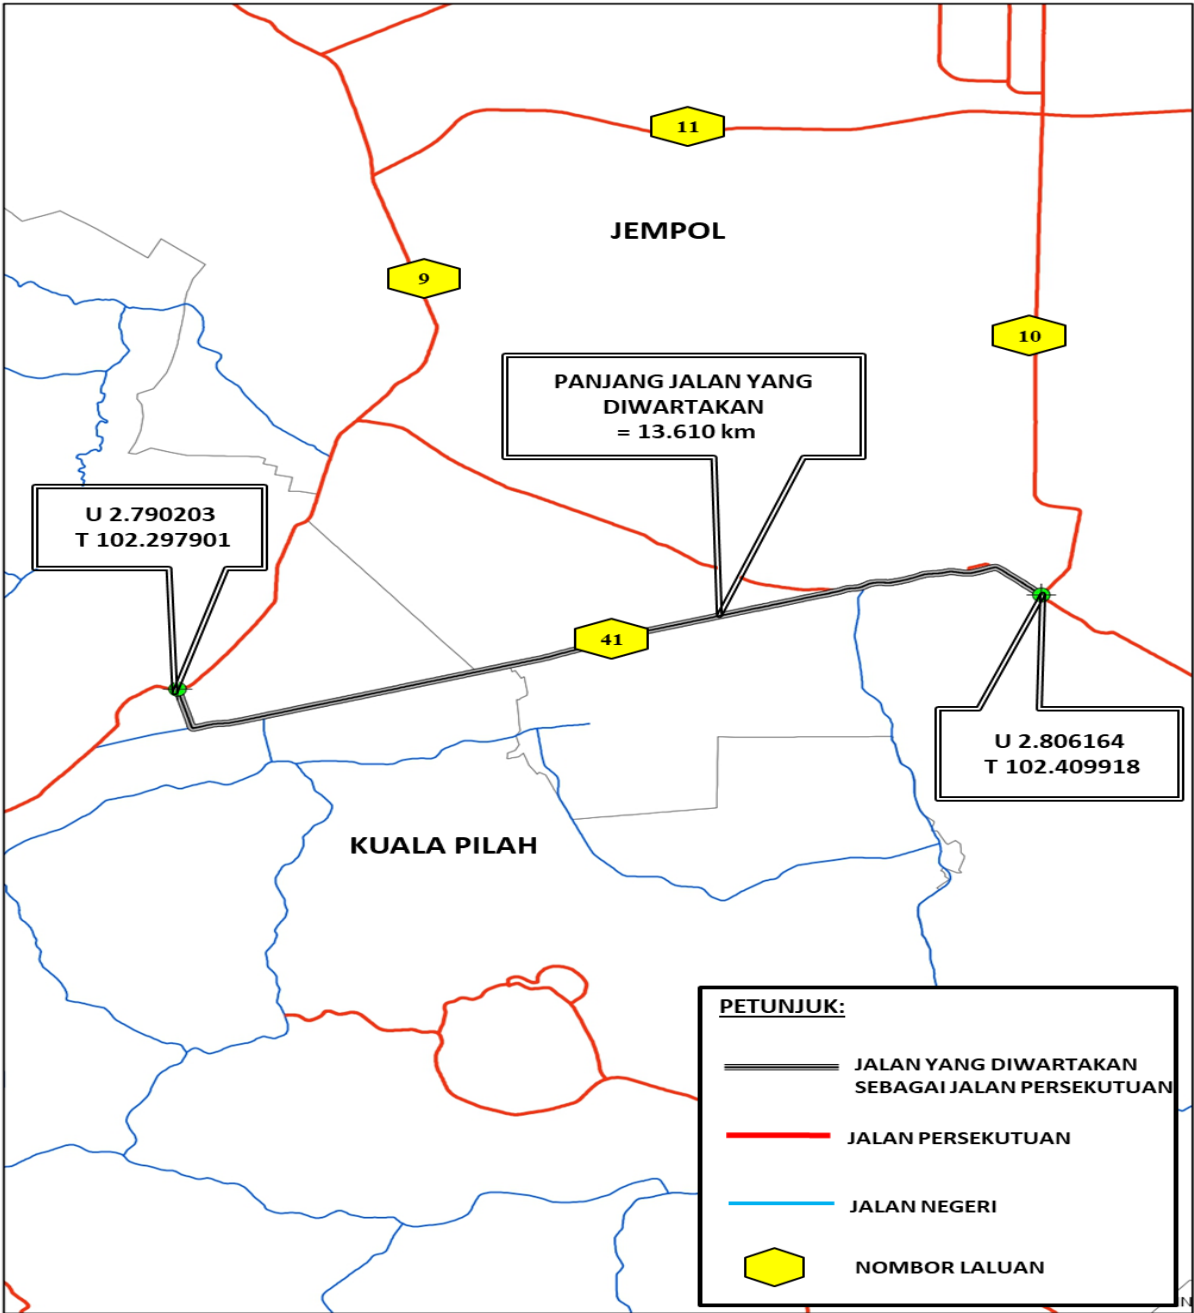 11
JEMPOL
9
10
PANJANG JALAN YANG
DIWARTAKAN
= 13.610 km
U 2.790203
T 102.297901
41
U 2.806164
T 102.409918
KUALA PILAH
PETUNJUK:
JALAN YANG DIWARTAKAN
SEBAGAI JALAN PERSEKUTUAN
JALAN PERSEKUTUAN
JALAN NEGERI
NOMBOR LALUAN
N